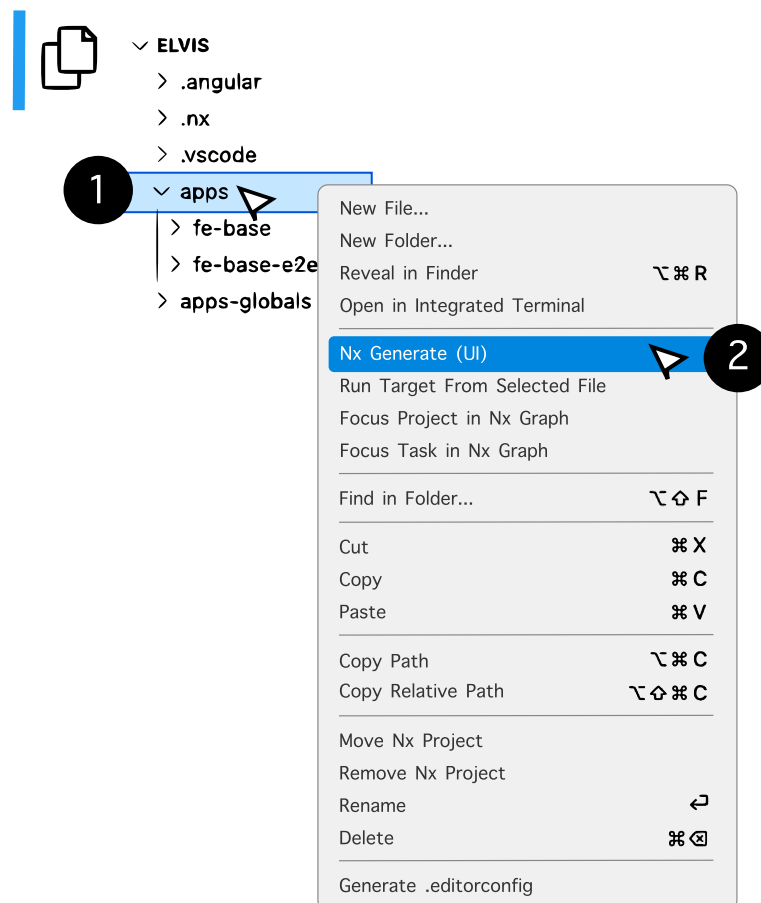 ELVIS
.angular
.nx
.vscode
1
apps
fe-base
fe-base-e2e
apps-globals
New File...
New Folder...
Reveal in Finder ⌥⌘R
Open in Integrated Terminal
Nx Generate (UI)
2
Run Target From Selected File
Focus Project in Nx Graph
Focus Task in Nx Graph
Find in Folder... ⌥⇧F
Cut ⌘X
Copy ⌘C
Paste ⌘V
Copy Path ⌥⌘C
Copy Relative Path ⌥⇧⌘C
Move Nx Project
Remove Nx Project
Rename ⏎
Delete ⌘⌫
Generate .editorconfig